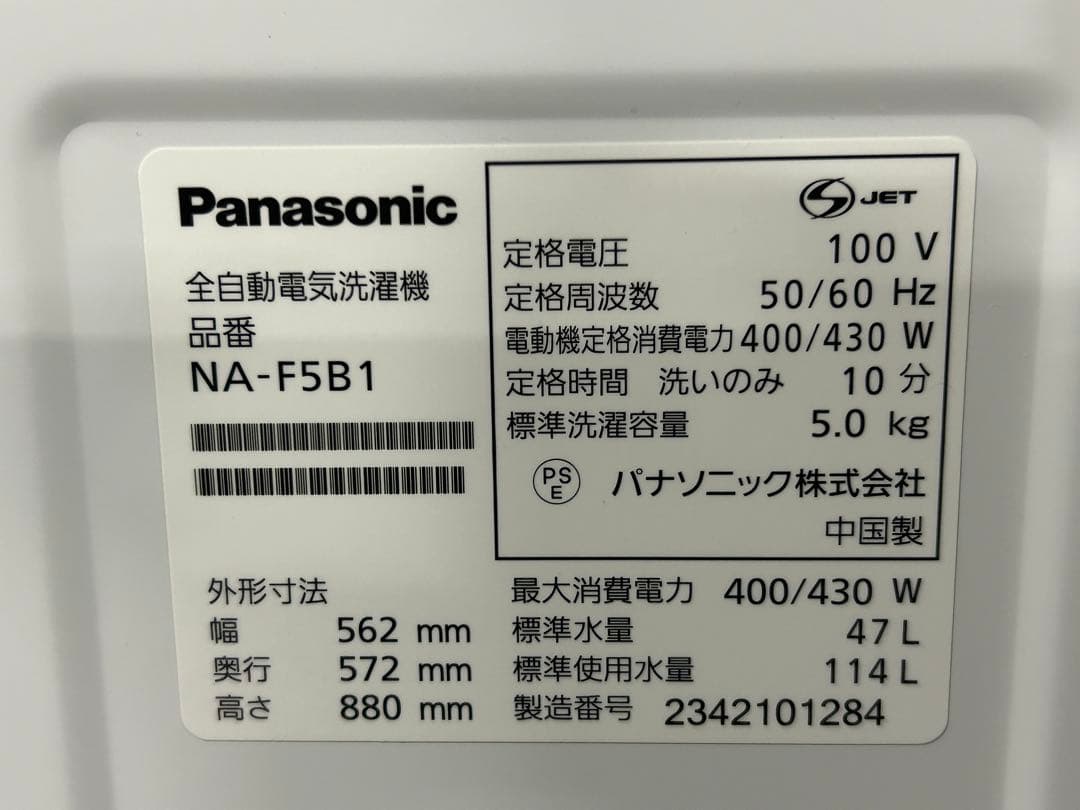 Panasonic
全自動電気洗濯機
品番
NA-F5B1
S JET
定格電圧 100 V
定格周波数 50/60 Hz
電動機定格消費電力 400/430 W
定格時間 洗いのみ 10 分
標準洗濯容量 5.0 kg
PSE パナソニック株式会社
中国製
外形寸法
幅 562 mm
奥行 572 mm
高さ 880 mm
最大消費電力 400/430 W
標準水量 47 L
標準使用水量 114 L
製造番号 2342101284